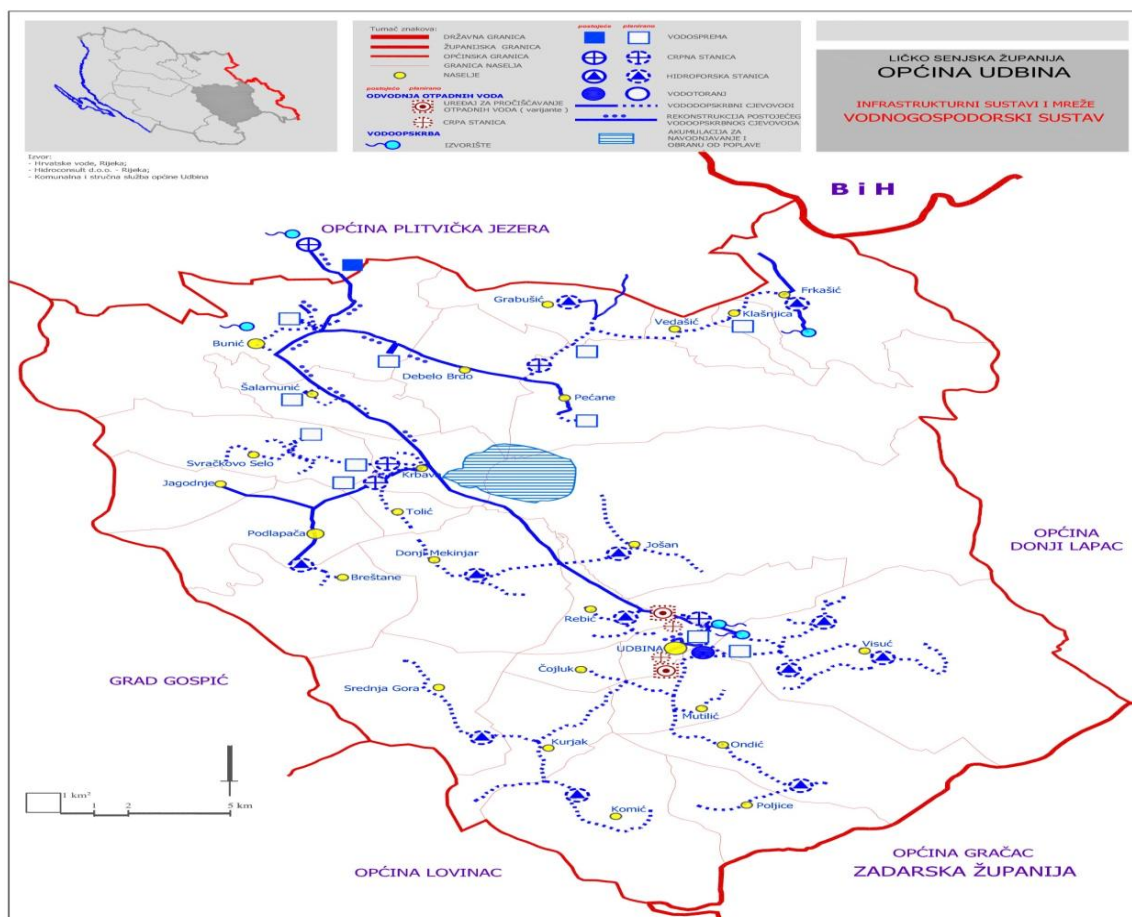 Tumač znakova:
DRŽAVNA GRANICA
ŽUPANIJSKA GRANICA
OPĆINSKA GRANICA
GRANICA NASELJA
NASELJE
postojeće planirano
ODVODNJA OTPADNIH VODA
UREĐAJ ZA PROČIŠĆAVANJE
OTPADNIH VODA ( varijante )
CRPA STANICA
VODOOPSKRBA
IZVORIŠTE
postojeće planirano
VODOSPREMA
CRPNA STANICA
HIDROFORSKA STANICA
VODOTORANJ
VODOOOPSKRBNI CJEVOVODI
REKONSTRUKCIJA POSTOJEĆEG
VODOOPSKRBNOG CJEVOVODA
AKUMULACIJA ZA
NAVODNJAVANJE I
OBRANU OD POPLAVE
LIČKO SENJSKA ŽUPANIJA
OPĆINA UDBINA
INFRASTRUKTURNI SUSTAVI I MREŽE
VODNOGOSPODORSKI SUSTAV
Izvor:
- Hrvatske vode, Rijeka;
- Hidroconsult d.o.o. - Rijeka;
- Komunalna i stručna služba općine Udbina
BiH
OPĆINA PLITVIČKA JEZERA
Frkašić
Grabušić
Klašnjica
Vedašić
Bunić
Debelo Brdo
Šalamunić
Pećane
Svračkovo Selo
Krbava
Jagodnje
Tolić
Podlapača
Jošan
OPĆINA
DONJI LAPAC
Donji Mekinjar
Breštane
Rebić
UDBINA
Visuć
Čojluk
GRAD GOSPIĆ
Srednja Gora
Mutilić
Kurjak
Ondić
1 km²
1 2 5 km
Komić
Poljice
OPĆINA LOVINAC
OPĆINA GRAČAC
ZADARSKA ŽUPANIJA